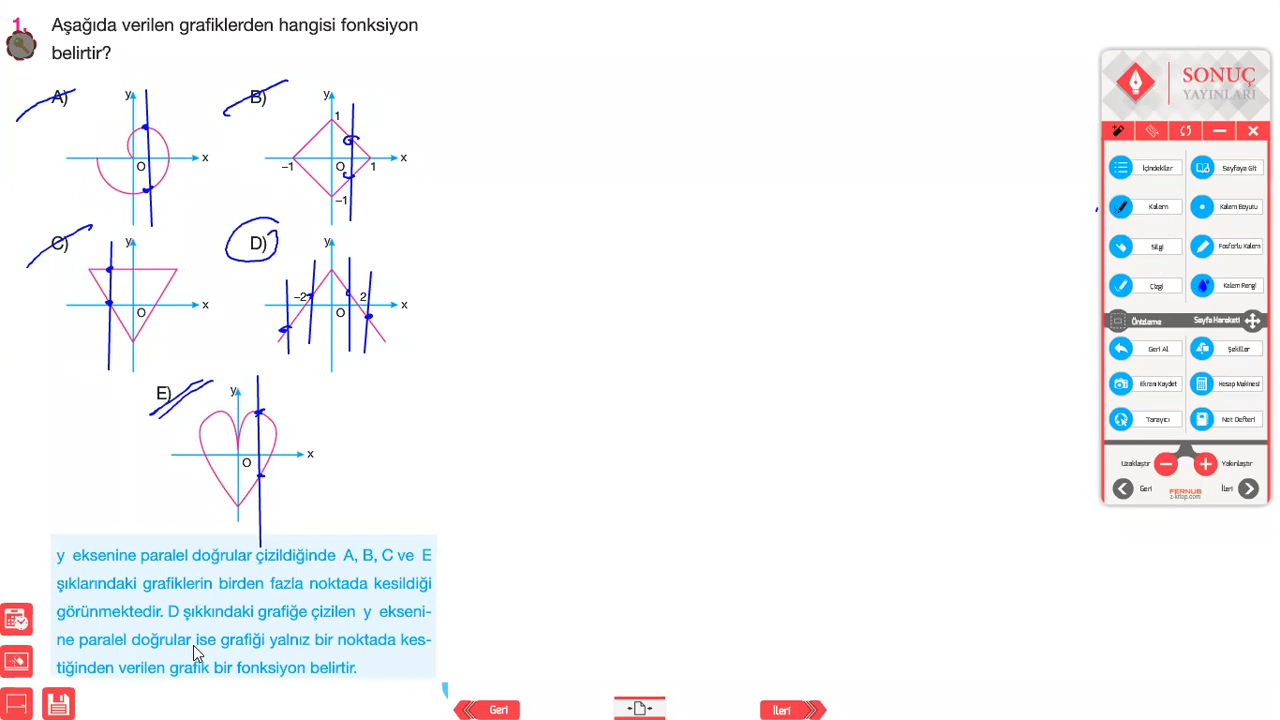 1. Aşağıda verilen grafiklerden hangisi fonksiyon
belirtir?
A)
y
O
x
B)
y
1
-1
O
1
x
-1
C)
y
O
x
D)
y
-2
O
2
x
E)
y
O
x
y eksenine paralel doğrular çizildiğinde A, B, C ve E
şıklarındaki grafiklerin birden fazla noktada kesildiği
görünmektedir. D şıkkındaki grafiğe çizilen y ekseni-
ne paralel doğrular ise grafiği yalnız bir noktada kes-
tiğinden verilen grafik bir fonksiyon belirtir.
SONUÇ
YAYINLARI
İçindekiler
Sayfaya Git
Kalem
Kalem Boyutu
Silgi
Fosforlu Kalem
Çizgi
Kalem Rengi
Önizleme
Sayfa Hareketi
Geri Al
Şekiller
Ekran Kaydet
Hesap Makinesi
Tarayıcı
Not Defteri
Uzaklaştır
Yakınlaştır
Geri
FERNUS
z-kitap.com
İleri
Geri
İleri